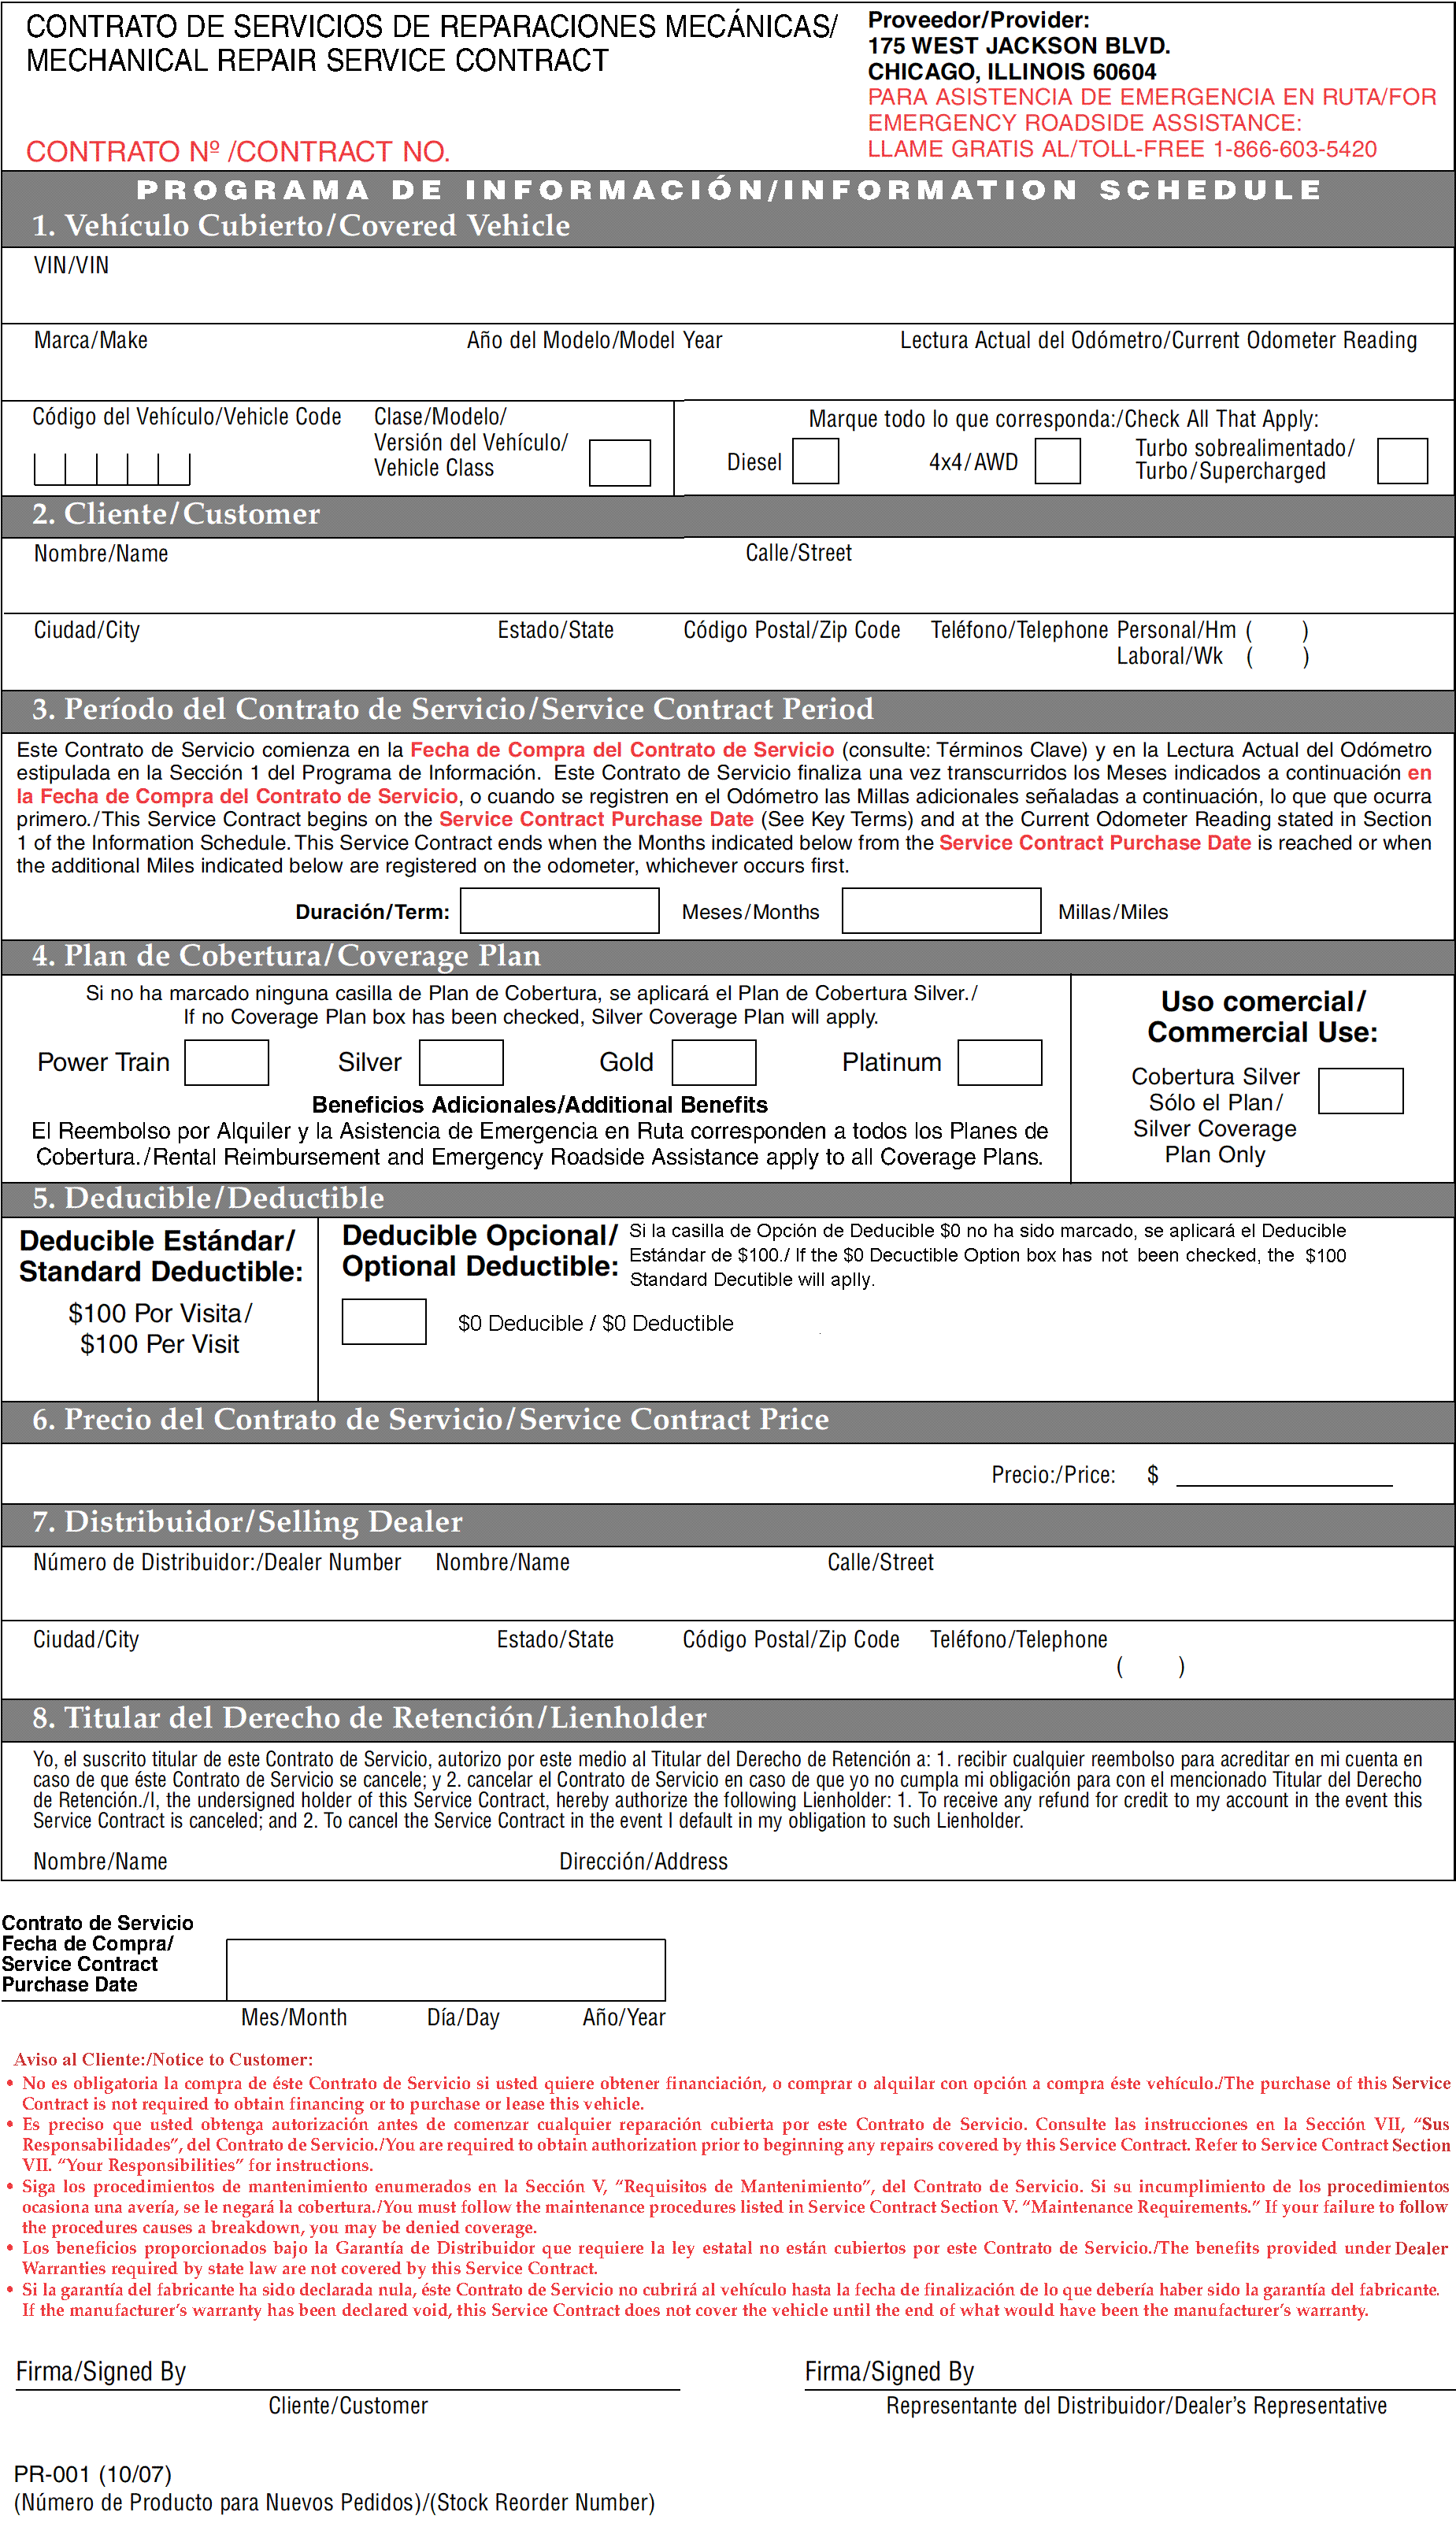 CONTRATO DE SERVICIOS DE REPARACIONES MECÁNICAS/
MECHANICAL REPAIR SERVICE CONTRACT
CONTRATO Nº /CONTRACT NO.
Proveedor/Provider:
175 WEST JACKSON BLVD.
CHICAGO, ILLINOIS 60604
PARA ASISTENCIA DE EMERGENCIA EN RUTA/FOR
EMERGENCY ROADSIDE ASSISTANCE:
LLAME GRATIS AL/TOLL-FREE 1-866-603-5420
PROGRAMA DE INFORMACIÓN/INFORMATION SCHEDULE
1. Vehículo Cubierto/Covered Vehicle
VIN/VIN
Marca/Make Año del Modelo/Model Year Lectura Actual del Odómetro/Current Odometer Reading
Código del Vehículo/Vehicle Code
Clase/Modelo/
Versión del Vehículo/
Vehicle Class
Marque todo lo que corresponda:/Check All That Apply:
Diesel 4x4/AWD
Turbo sobrealimentado/
Turbo/Supercharged
2. Cliente/Customer
Nombre/Name Calle/Street
Ciudad/City Estado/State Código Postal/Zip Code Teléfono/Telephone Personal/Hm ( )
Laboral/Wk ( )
3. Período del Contrato de Servicio/Service Contract Period
Este Contrato de Servicio comienza en la Fecha de Compra del Contrato de Servicio (consulte: Términos Clave) y en la Lectura Actual del Odómetro
estipulada en la Sección 1 del Programa de Información. Este Contrato de Servicio finaliza una vez transcurridos los Meses indicados a continuación en
la Fecha de Compra del Contrato de Servicio, o cuando se registren en el Odómetro las Millas adicionales señaladas a continuación, lo que que ocurra
primero./This Service Contract begins on the Service Contract Purchase Date (See Key Terms) and at the Current Odometer Reading stated in Section
1 of the Information Schedule. This Service Contract ends when the Months indicated below from the Service Contract Purchase Date is reached or when
the additional Miles indicated below are registered on the odometer, whichever occurs first.
Duración/Term: Meses/Months Millas/Miles
4. Plan de Cobertura/Coverage Plan
Si no ha marcado ninguna casilla de Plan de Cobertura, se aplicará el Plan de Cobertura Silver./
If no Coverage Plan box has been checked, Silver Coverage Plan will apply.
Power Train Silver Gold Platinum
Beneficios Adicionales/Additional Benefits
El Reembolso por Alquiler y la Asistencia de Emergencia en Ruta corresponden a todos los Planes de
Cobertura./Rental Reimbursement and Emergency Roadside Assistance apply to all Coverage Plans.
Uso comercial/
Commercial Use:
Cobertura Silver
Sólo el Plan/
Silver Coverage
Plan Only
5. Deducible/Deductible
Deducible Estándar/
Standard Deductible:
$100 Por Visita/
$100 Per Visit
Deducible Opcional/
Optional Deductible:
Si la casilla de Opción de Deducible $0 no ha sido marcado, se aplicará el Deducible
Estándar de $100./ If the $0 Decuctible Option box has not been checked, the $100
Standard Decutible will aplly.
$0 Deducible / $0 Deductible
6. Precio del Contrato de Servicio/Service Contract Price
Precio:/Price: $
7. Distribuidor/Selling Dealer
Número de Distribuidor:/Dealer Number Nombre/Name Calle/Street
Ciudad/City Estado/State Código Postal/Zip Code Teléfono/Telephone
( )
8. Titular del Derecho de Retención/Lienholder
Yo, el suscrito titular de este Contrato de Servicio, autorizo por este medio al Titular del Derecho de Retención a: 1. recibir cualquier reembolso para acreditar en mi cuenta en
caso de que éste Contrato de Servicio se cancele; y 2. cancelar el Contrato de Servicio en caso de que yo no cumpla mi obligación para con el mencionado Titular del Derecho
de Retención./I, the undersigned holder of this Service Contract, hereby authorize the following Lienholder: 1. To receive any refund for credit to my account in the event this
Service Contract is canceled; and 2. To cancel the Service Contract in the event I default in my obligation to such Lienholder.
Nombre/Name Dirección/Address
Contrato de Servicio
Fecha de Compra/
Service Contract
Purchase Date
Mes/Month Día/Day Año/Year
Aviso al Cliente:/Notice to Customer:
• No es obligatoria la compra de éste Contrato de Servicio si usted quiere obtener financiación, o comprar o alquilar con opción a compra éste vehículo./The purchase of this Service
Contract is not required to obtain financing or to purchase or lease this vehicle.
• Es preciso que usted obtenga autorización antes de comenzar cualquier reparación cubierta por este Contrato de Servicio. Consulte las instrucciones en la Sección VII, “Sus
Responsabilidades”, del Contrato de Servicio./You are required to obtain authorization prior to beginning any repairs covered by this Service Contract. Refer to Service Contract Section
VII. “Your Responsibilities” for instructions.
• Siga los procedimientos de mantenimiento enumerados en la Sección V, “Requisitos de Mantenimiento”, del Contrato de Servicio. Si su incumplimiento de los procedimientos
ocasiona una avería, se le negará la cobertura./You must follow the maintenance procedures listed in Service Contract Section V. “Maintenance Requirements.” If your failure to follow
the procedures causes a breakdown, you may be denied coverage.
• Los beneficios proporcionados bajo la Garantía de Distribuidor que requiere la ley estatal no están cubiertos por este Contrato de Servicio./The benefits provided under Dealer
Warranties required by state law are not covered by this Service Contract.
• Si la garantía del fabricante ha sido declarada nula, éste Contrato de Servicio no cubrirá al vehículo hasta la fecha de finalización de lo que debería haber sido la garantía del fabricante.
If the manufacturer’s warranty has been declared void, this Service Contract does not cover the vehicle until the end of what would have been the manufacturer’s warranty.
Firma/Signed By Firma/Signed By
Cliente/Customer Representante del Distribuidor/Dealer’s Representative
PR-001 (10/07)
(Número de Producto para Nuevos Pedidos)/(Stock Reorder Number)